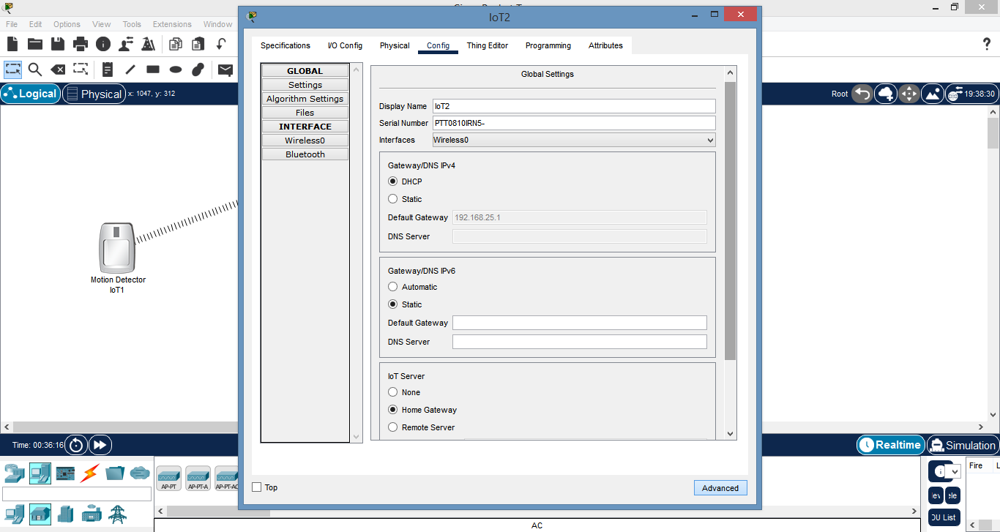 IoT2
File Edit Options View Tools Extensions Window
Specifications I/O Config Physical Config Thing Editor Programming Attributes
GLOBAL
Settings
Algorithm Settings
Files
INTERFACE
Wireless0
Bluetooth
Global Settings
Display Name IoT2
Serial Number PTT0810IRN5-
Interfaces Wireless0
Gateway/DNS IPv4
DHCP
Static
Default Gateway 192.168.25.1
DNS Server
Gateway/DNS IPv6
Automatic
Static
Default Gateway
DNS Server
IoT Server
None
Home Gateway
Remote Server
Top
Advanced
Logical Physical x: 1047, y: 312
Root 19:38:30
Motion Detector
IoT1
Time: 00:36:16
Realtime Simulation
AP-PT AP-PT-A AP-PT-AC
Fire
AC
List